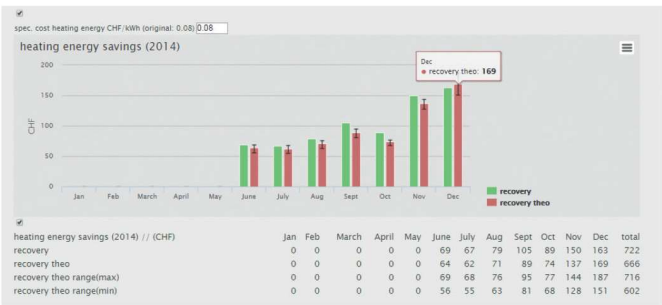 spec. cost heating energy CHF/kWh (original: 0.08) 0.08
heating energy savings (2014)
Dec
recovery theo: 169
200
150
100
50
0
CHF
Jan Feb March April May June July Aug Sept Oct Nov Dec
recovery
recovery theo
heating energy savings (2014) // (CHF) Jan Feb March April May June July Aug Sept Oct Nov Dec total
recovery 0 0 0 0 0 69 67 79 105 89 150 163 722
recovery theo 0 0 0 0 0 64 62 71 89 74 137 169 666
recovery theo range(max) 0 0 0 0 0 69 68 76 95 77 144 187 716
recovery theo range(min) 0 0 0 0 0 56 55 63 81 68 128 151 602